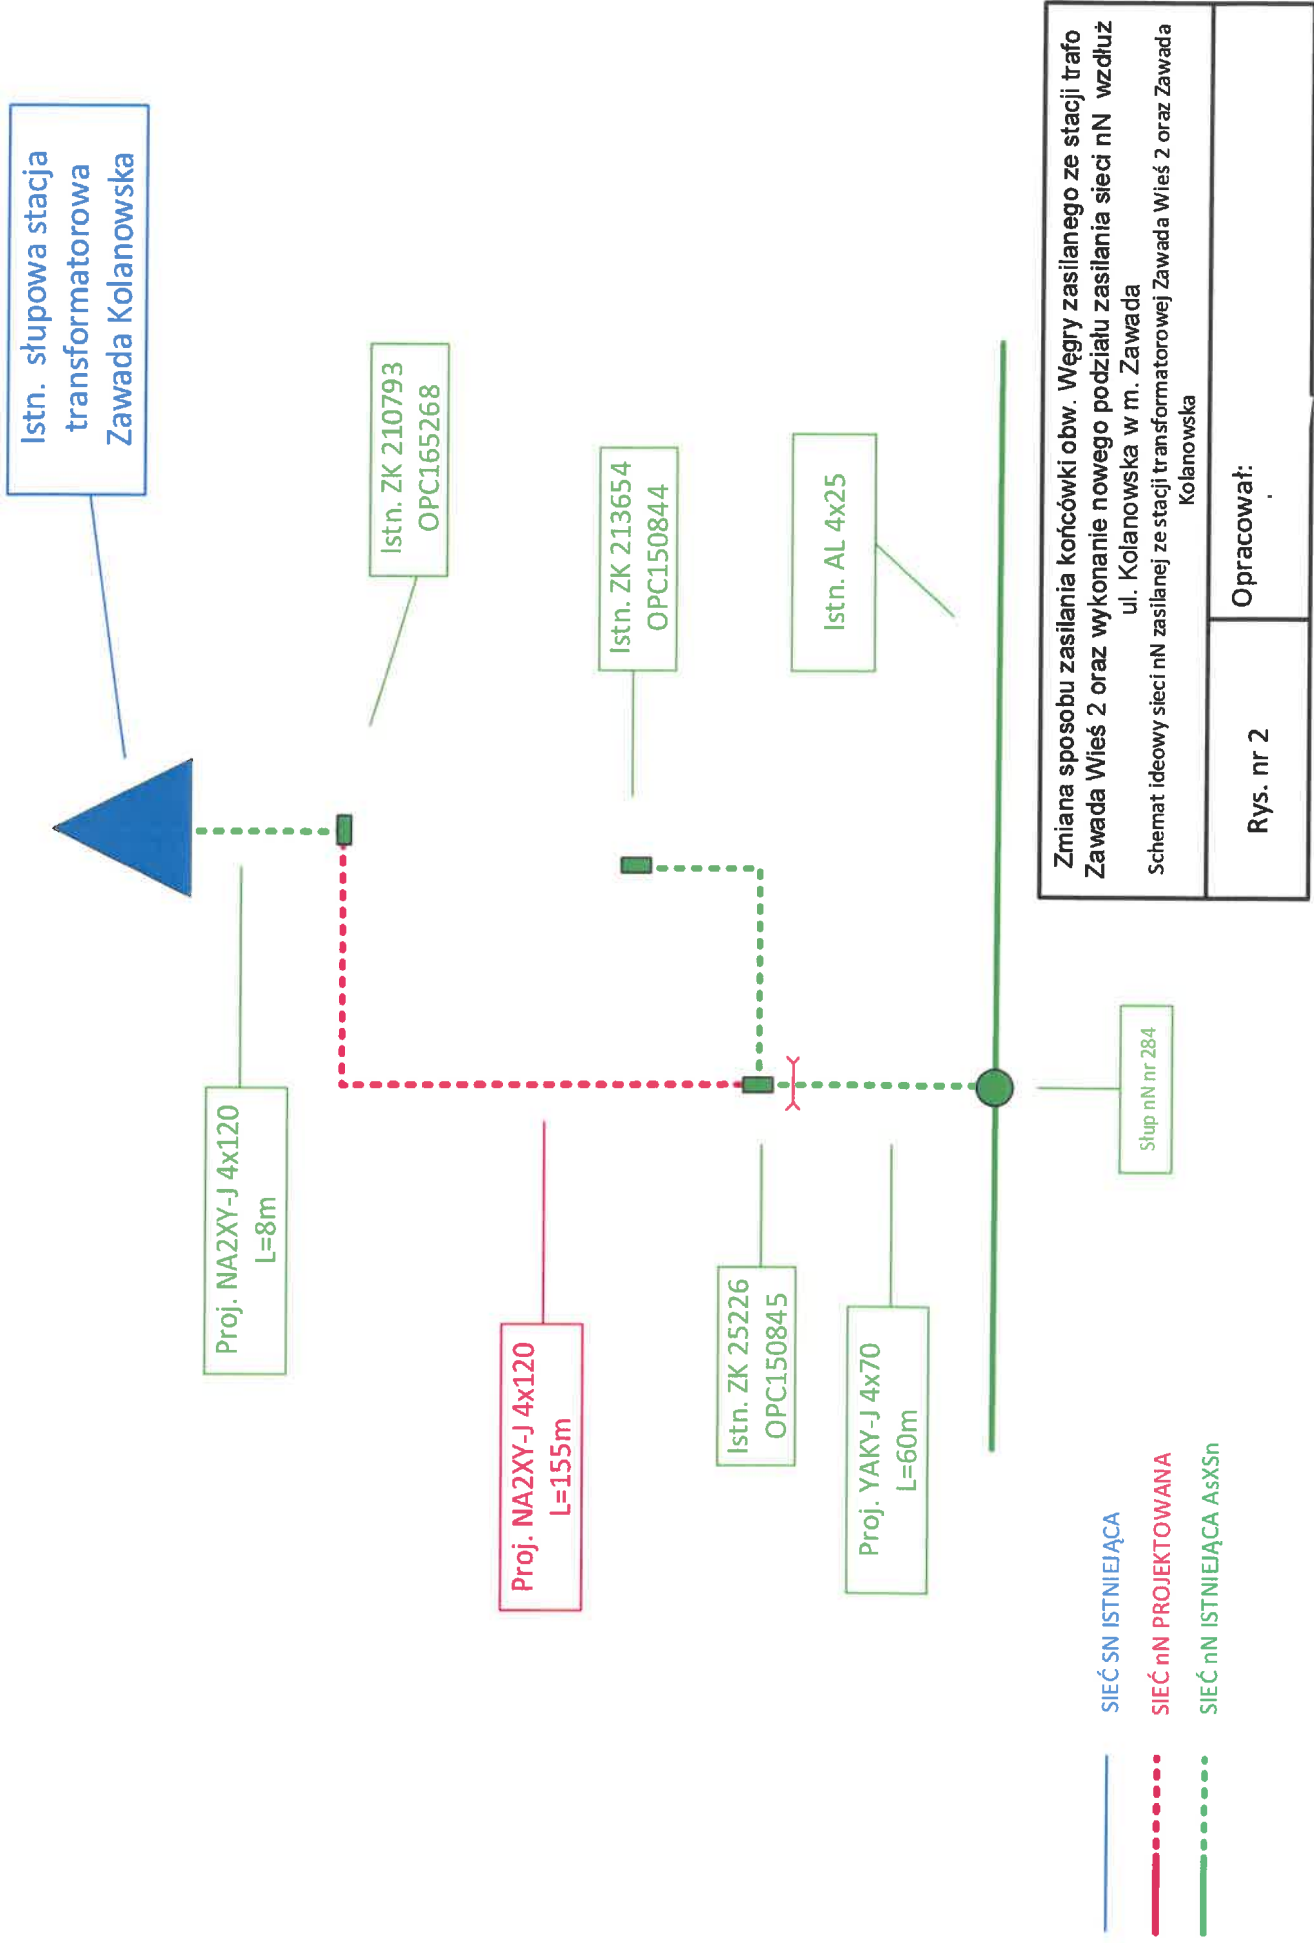 Istn. słupowa stacja
transformatorowa
Zawada Kolanowska
Proj. NA2XY-J 4x120
L=8m
Istn. ZK 210793
OPC165268
Proj. NA2XY-J 4x120
L=155m
Istn. ZK 213654
OPC150844
Istn. ZK 25226
OPC150845
Istn. AL 4x25
Proj. YAKY-J 4x70
L=60m
Słup nN nr 284
SIEĆ SN ISTNIEJĄCA
SIEĆ nN PROJEKTOWANA
SIEĆ nN ISTNIEJĄCA AsXSn
Zmiana sposobu zasilania końcówki obw. Węgry zasilanego ze stacji trafo
Zawada Wieś 2 oraz wykonanie nowego podziału zasilania sieci nN wzdłuż
ul. Kolanowska w m. Zawada
Schemat ideowy sieci nN zasilanej ze stacji transformatorowej Zawada Wieś 2 oraz Zawada
Kolanowska
Rys. nr 2
Opracował: